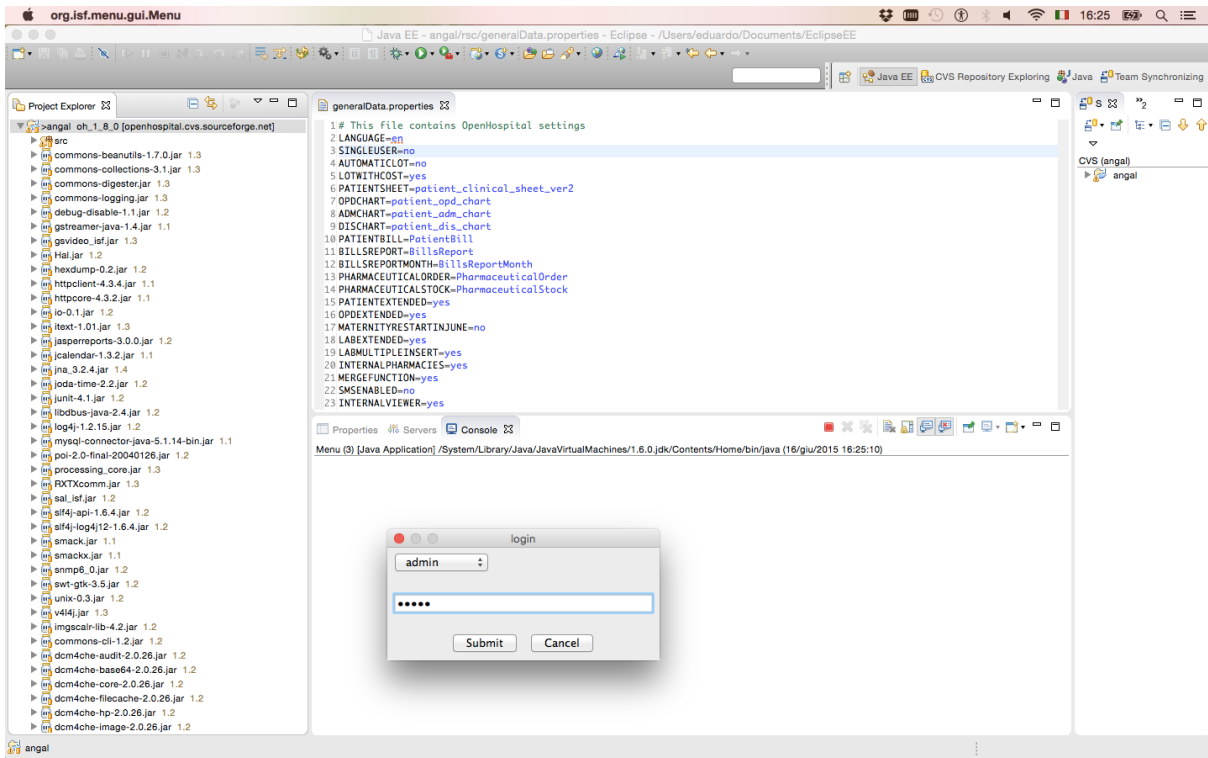 org.isf.menu.gui.Menu
16:25
Java EE - angal/rsc/generalData.properties - Eclipse - /Users/eduardo/Documents/EclipseEE
Java EE
CVS Repository Exploring
Java
Team Synchronizing
Project Explorer
>angal oh_1_8_0 [openhospital.cvs.sourceforge.net]
src
commons-beanutils-1.7.0.jar 1.3
commons-collections-3.1.jar 1.3
commons-digester.jar 1.3
commons-logging.jar 1.3
debug-disable-1.1.jar 1.2
gstreamer-java-1.4.jar 1.1
gsvideo_isf.jar 1.3
Hal.jar 1.2
hexdump-0.2.jar 1.2
httpclient-4.3.4.jar 1.1
httpcore-4.3.2.jar 1.1
io-0.1.jar 1.2
itext-1.01.jar 1.3
jasperreports-3.0.0.jar 1.2
jcalendar-1.3.2.jar 1.1
jna_3.2.4.jar 1.4
joda-time-2.2.jar 1.2
junit-4.1.jar 1.2
libdbus-java-2.4.jar 1.2
log4j-1.2.15.jar 1.2
mysql-connector-java-5.1.14-bin.jar 1.1
poi-2.0-final-20040126.jar 1.2
processing_core.jar 1.3
RXTXcomm.jar 1.3
sal_isf.jar 1.2
slf4j-api-1.6.4.jar 1.2
slf4j-log4j12-1.6.4.jar 1.2
smack.jar 1.1
smackx.jar 1.1
snmp6_0.jar 1.2
swt-gtk-3.5.jar 1.2
unix-0.3.jar 1.2
v4l4j.jar 1.3
imgscalr-lib-4.2.jar 1.2
commons-cli-1.2.jar 1.2
dcm4che-audit-2.0.26.jar 1.2
dcm4che-base64-2.0.26.jar 1.2
dcm4che-core-2.0.26.jar 1.2
dcm4che-filecache-2.0.26.jar 1.2
dcm4che-hp-2.0.26.jar 1.2
dcm4che-image-2.0.26.jar 1.2
generalData.properties
1 # This file contains OpenHospital settings
2 LANGUAGE=en
3 SINGLEUSER=no
4 AUTOMATICLOT=no
5 LOTWITHCOST=yes
6 PATIENTSHEET=patient_clinical_sheet_ver2
7 OPDCHART=patient_opd_chart
8 ADMCHART=patient_adm_chart
9 DISCHART=patient_dis_chart
10 PATIENTBILL=PatientBill
11 BILLSREPORT=BillsReport
12 BILLSREPORTMONTH=BillsReportMonth
13 PHARMACEUTICALORDER=PharmaceuticalOrder
14 PHARMACEUTICALSTOCK=PharmaceuticalStock
15 PATIENTEXTENDED=yes
16 OPDEXTENDED=yes
17 MATERNITYRESTARTINJUNE=no
18 LABEXTENDED=yes
19 LABMULTIPLEINSERT=yes
20 INTERNALPHARMACIES=yes
21 MERGEFUNCTION=yes
22 SMSENABLED=no
23 INTERNALVIEWER=yes
Properties
Servers
Console
Menu (3) [Java Application] /System/Library/Java/JavaVirtualMachines/1.6.0.jdk/Contents/Home/bin/java (16/giu/2015 16:25:10)
login
admin
•••••
Submit
Cancel
S
»2
CVS (angal)
angal
angal